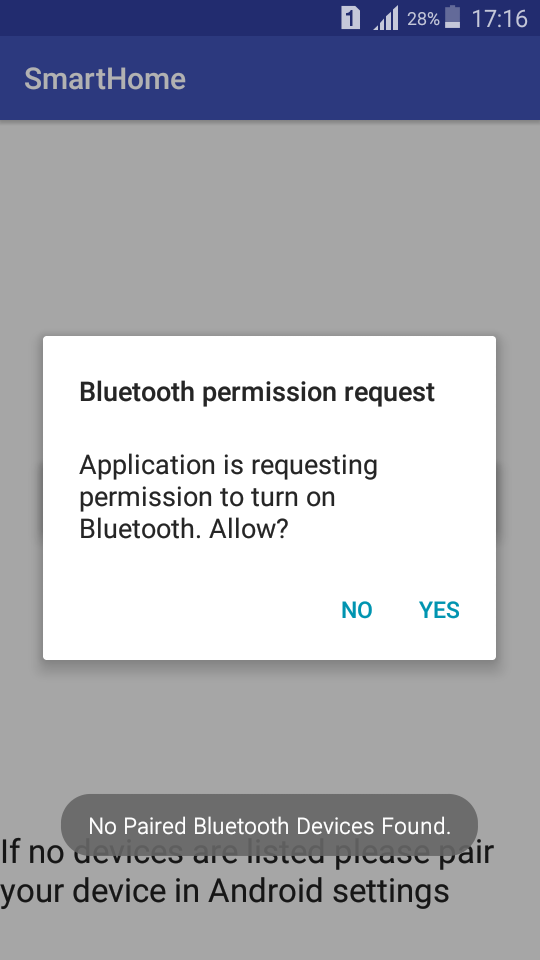 1 28% 17:16
SmartHome
Bluetooth permission request
Application is requesting
permission to turn on
Bluetooth. Allow?
NO YES
No Paired Bluetooth Devices Found.
If no devices are listed please pair
your device in Android settings